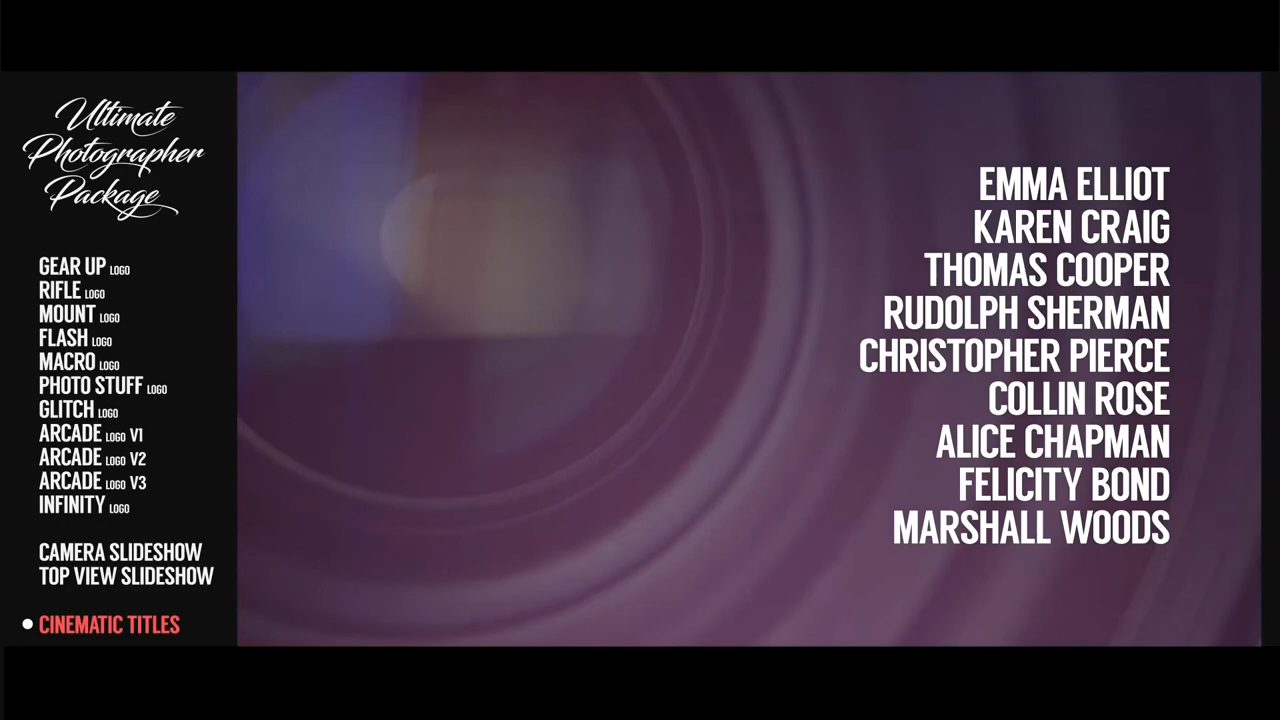 Ultimate
Photographer
Package
GEAR UP LOGO
RIFLE LOGO
MOUNT LOGO
FLASH LOGO
MACRO LOGO
PHOTO STUFF LOGO
GLITCH LOGO
ARCADE LOGO V1
ARCADE LOGO V2
ARCADE LOGO V3
INFINITY LOGO
CAMERA SLIDESHOW
TOP VIEW SLIDESHOW
CINEMATIC TITLES
EMMA ELLIOT
KAREN CRAIG
THOMAS COOPER
RUDOLPH SHERMAN
CHRISTOPHER PIERCE
COLLIN ROSE
ALICE CHAPMAN
FELICITY BOND
MARSHALL WOODS